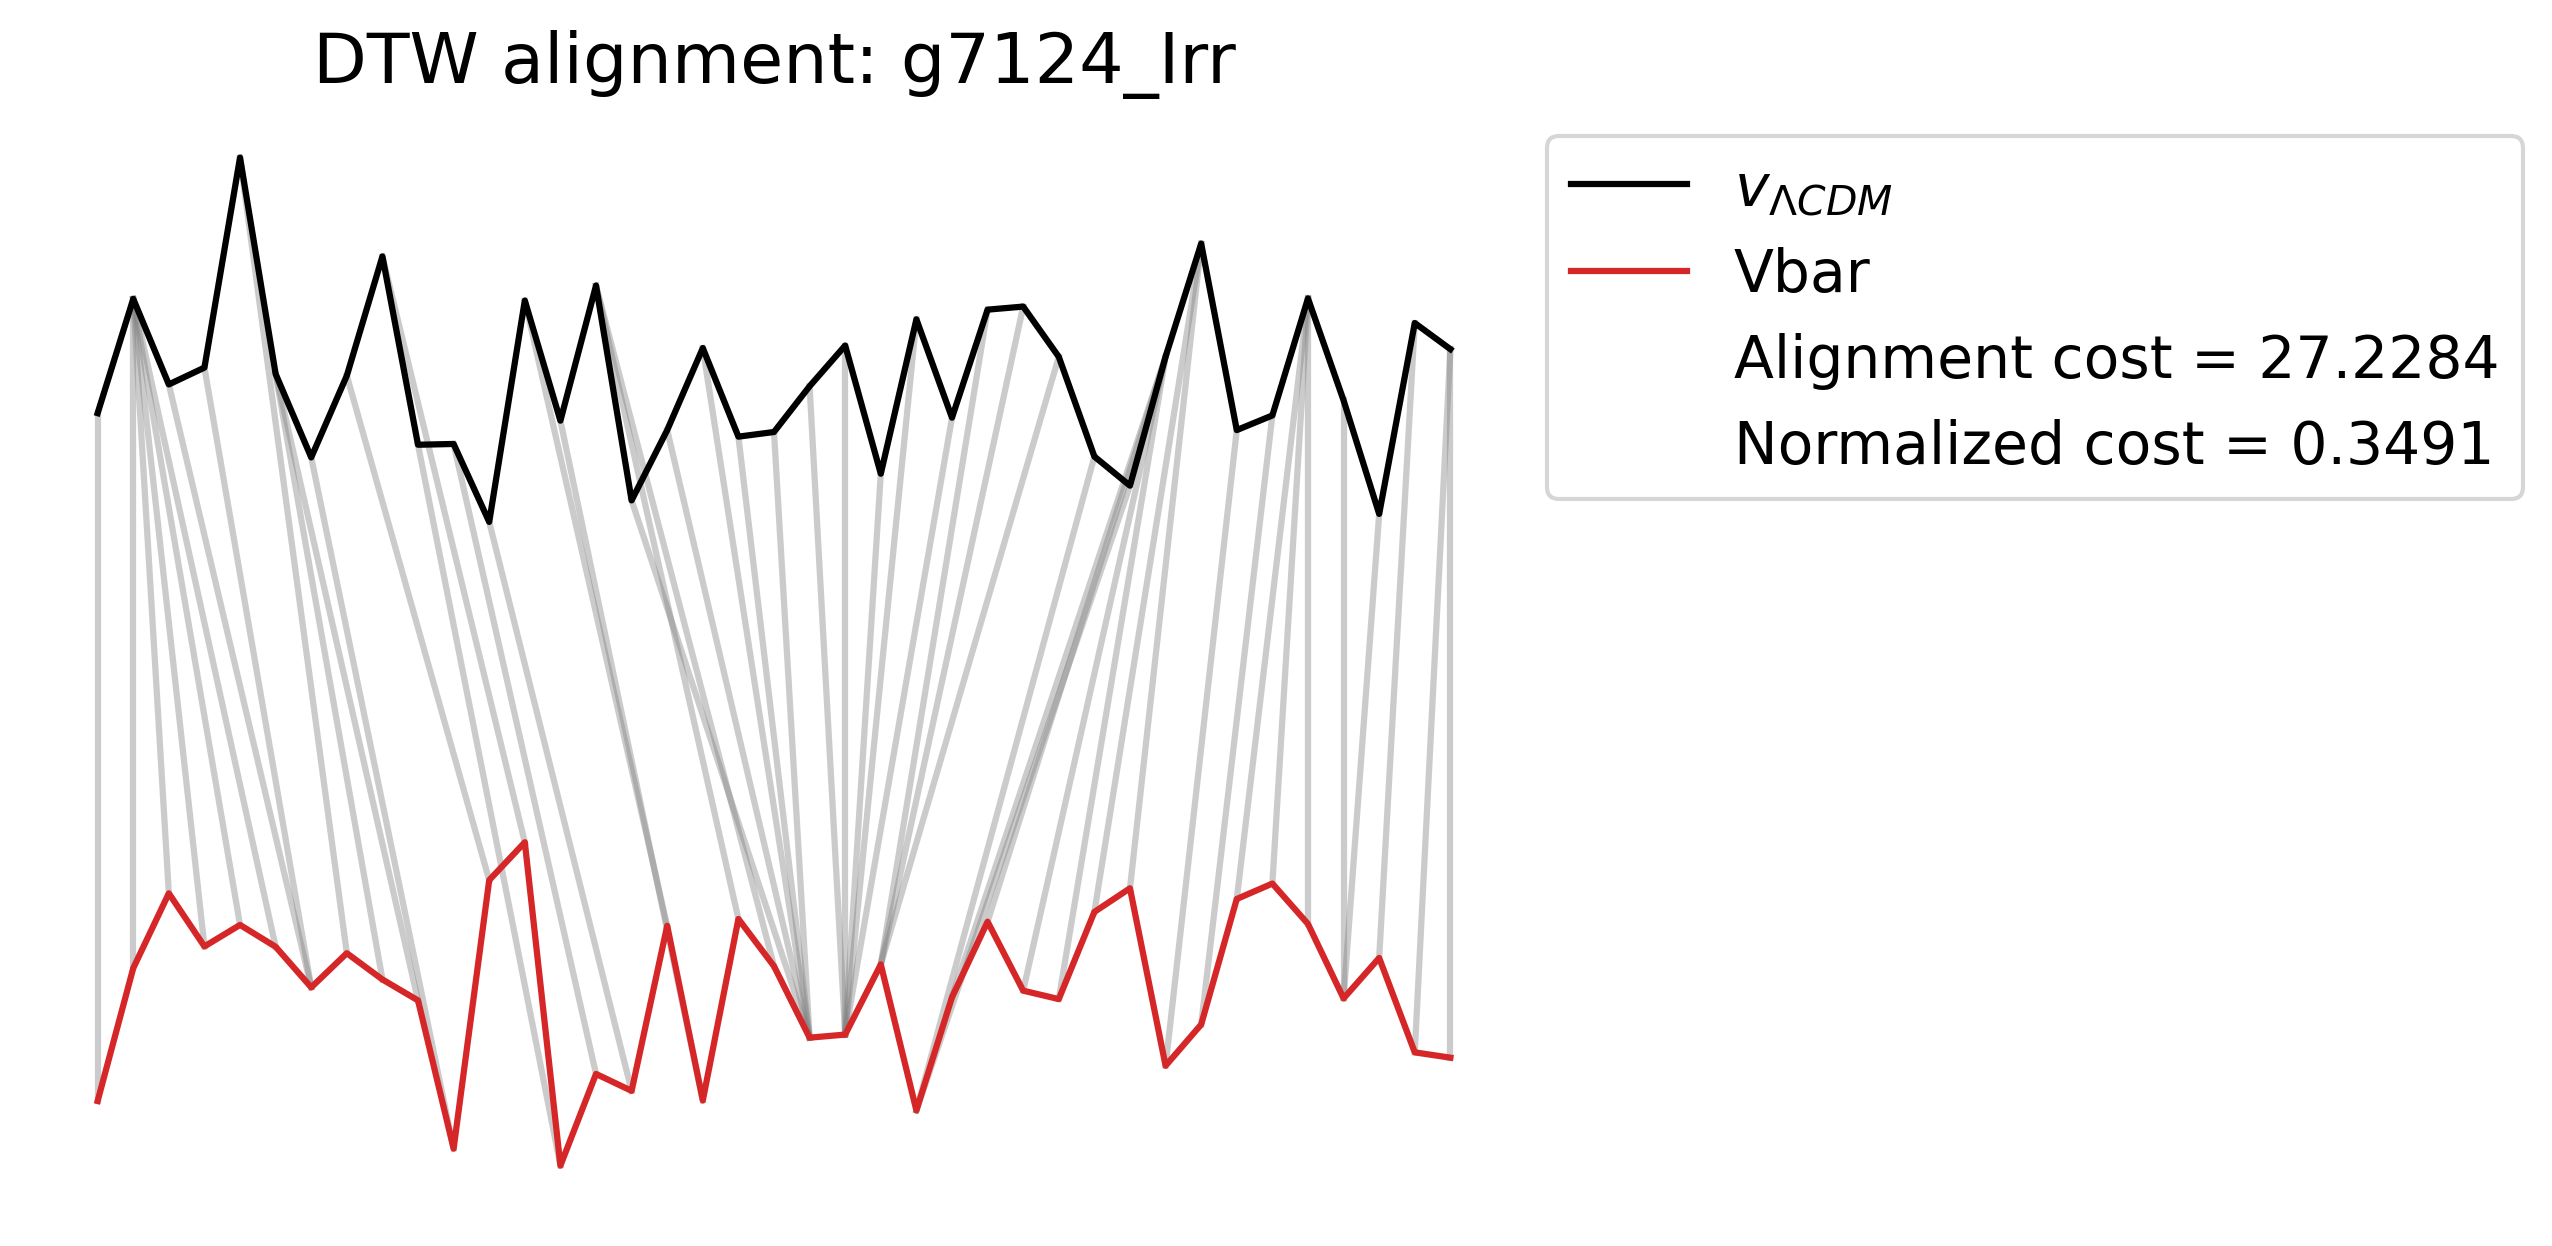 DTW alignment: g7124_Irr
v_ΛCDM
Vbar
Alignment cost = 27.2284
Normalized cost = 0.3491